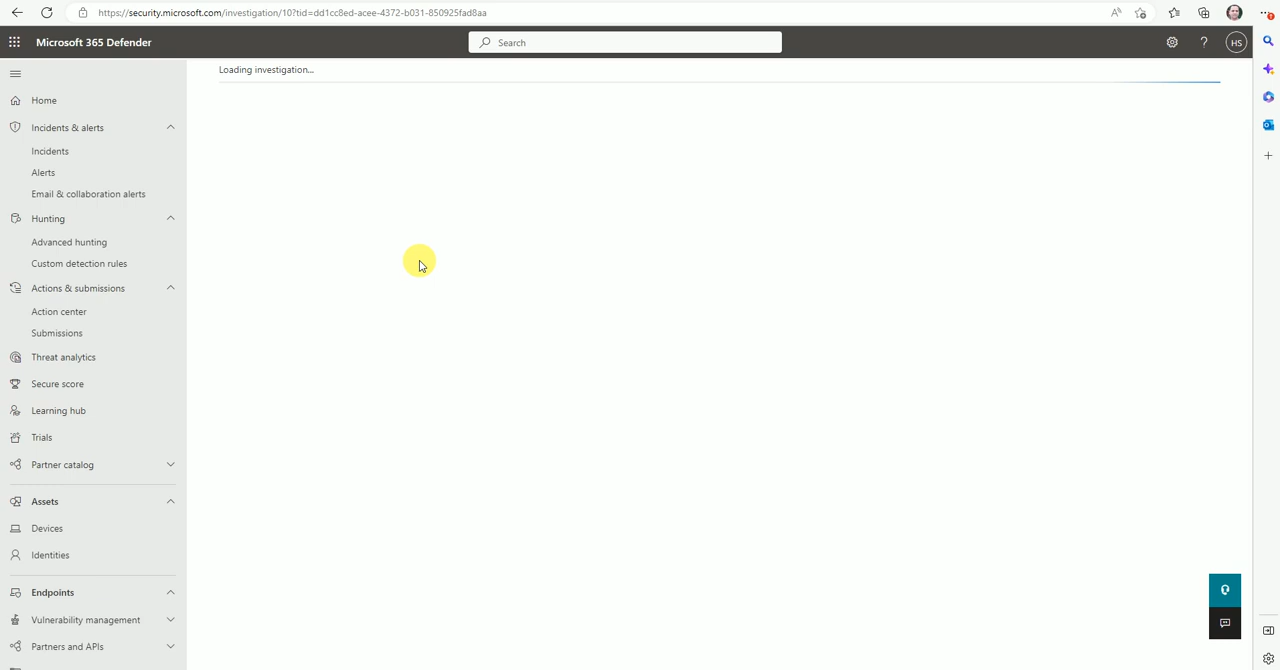 https://security.microsoft.com/investigation/10?tid=dd1cc8ed-acee-4372-b031-850925fad8aa
Microsoft 365 Defender
Search
HS
Loading investigation...
Home
Incidents & alerts
Incidents
Alerts
Email & collaboration alerts
Hunting
Advanced hunting
Custom detection rules
Actions & submissions
Action center
Submissions
Threat analytics
Secure score
Learning hub
Trials
Partner catalog
Assets
Devices
Identities
Endpoints
Vulnerability management
Partners and APIs